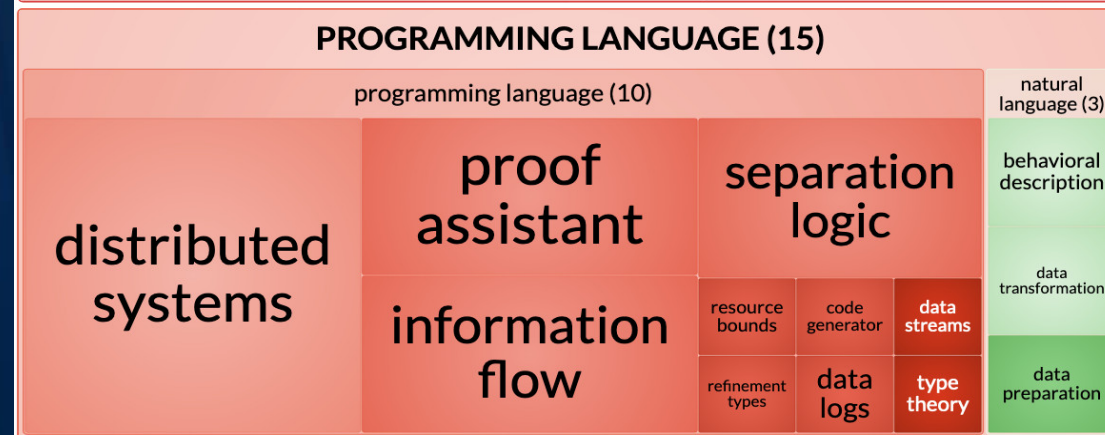 PROGRAMMING LANGUAGE (15)
programming language (10)
natural
language (3)
distributed
systems
proof
assistant
information
flow
separation
logic
resource
bounds
code
generator
data
streams
refinement
types
data
logs
type
theory
behavioral
description
data
transformation
data
preparation